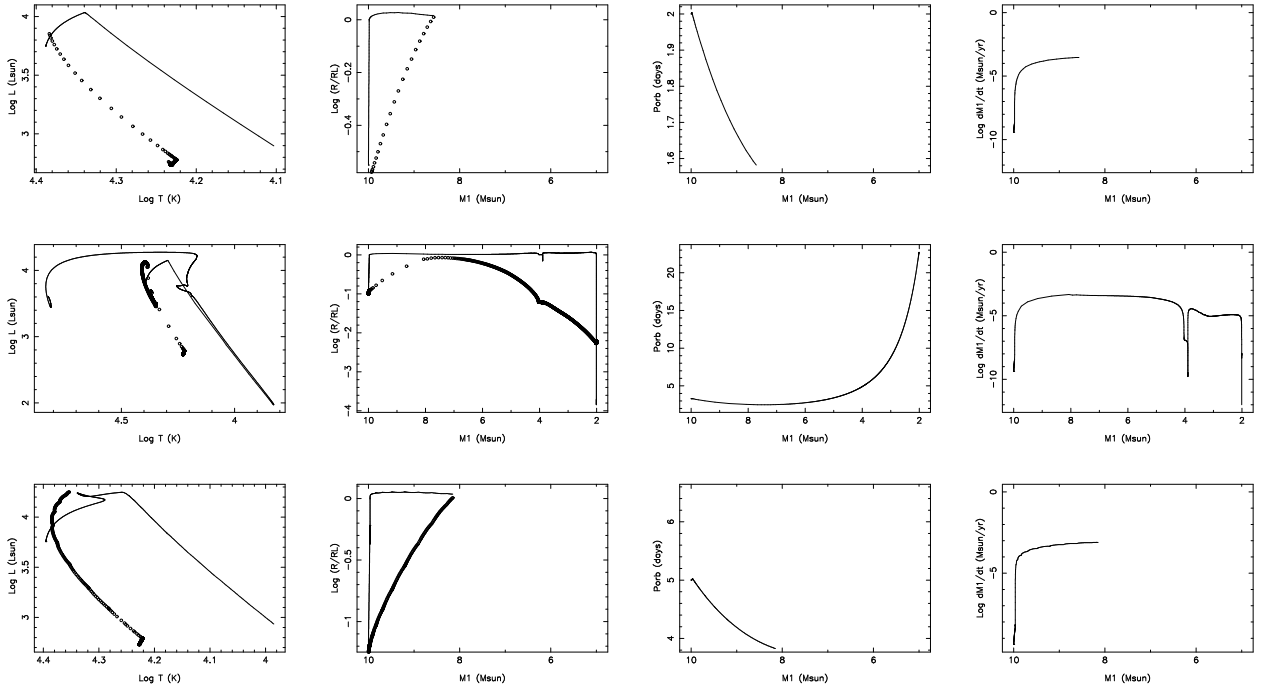 Log L (Lsun)
4
3.5
3
4.4 4.3 4.2 4.1
Log T (K)
Log (R/RL)
0
−0.2
−0.4
10 8 6
M1 (Msun)
Porb (days)
2
1.9
1.8
1.7
1.6
10 8 6
M1 (Msun)
Log dM1/dt (Msun/yr)
0
−5
−10
10 8 6
M1 (Msun)
Log L (Lsun)
4
3
2
4.5 4
Log T (K)
Log (R/RL)
0
−1
−2
−3
−4
10 8 6 4 2
M1 (Msun)
Porb (days)
20
15
10
5
10 8 6 4 2
M1 (Msun)
Log dM1/dt (Msun/yr)
0
−5
−10
10 8 6 4 2
M1 (Msun)
Log L (Lsun)
4
3.5
3
4.4 4.3 4.2 4.1 4
Log T (K)
Log (R/RL)
0
−0.5
−1
10 8 6
M1 (Msun)
Porb (days)
6
5
4
10 8 6
M1 (Msun)
Log dM1/dt (Msun/yr)
0
−5
10 8 6
M1 (Msun)